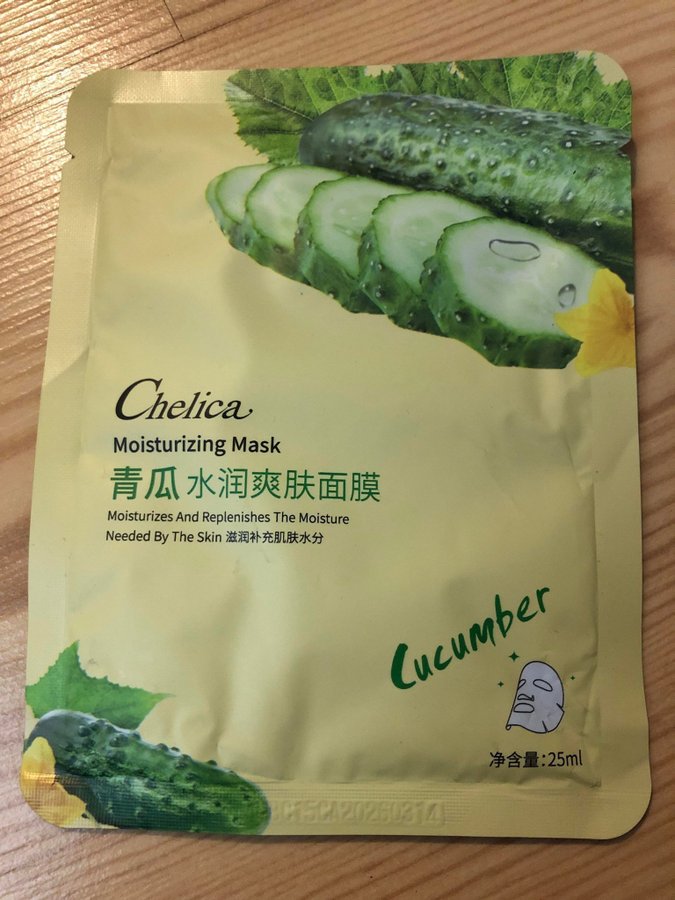 Chelica
Moisturizing Mask
青瓜 水润爽肤面膜
Moisturizes And Replenishes The Moisture
Needed By The Skin 滋润补充肌肤水分
Cucumber
净含量:25ml